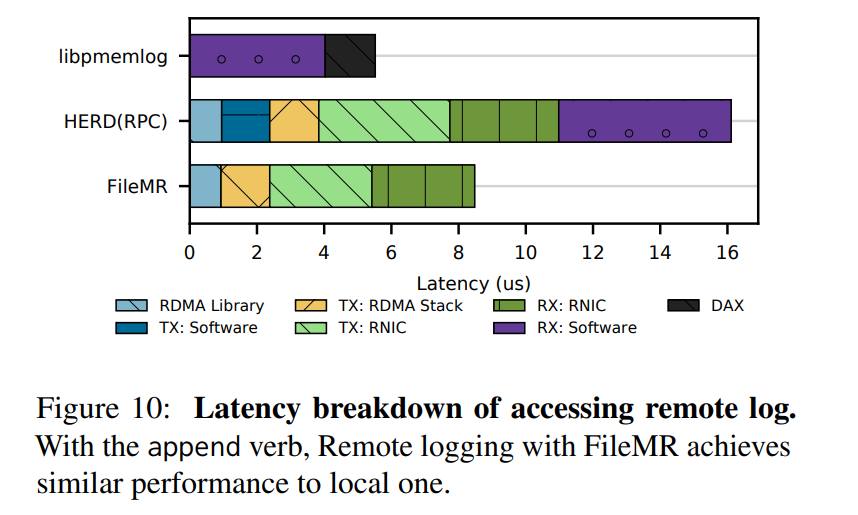 libpmemlog
HERD(RPC)
FileMR
0 2 4 6 8 10 12 14 16
Latency (us)
RDMA Library TX: RDMA Stack RX: RNIC DAX
TX: Software TX: RNIC RX: Software
Figure 10: Latency breakdown of accessing remote log.
With the append verb, Remote logging with FileMR achieves
similar performance to local one.